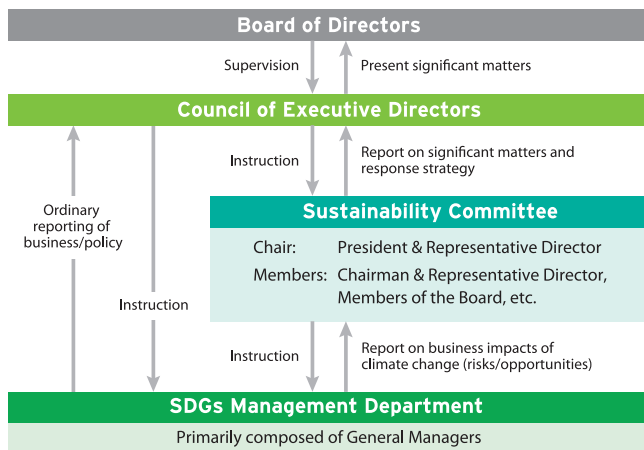 Board of Directors
Supervision
Present significant matters
Council of Executive Directors
Instruction
Report on significant matters and
response strategy
Ordinary
reporting of
business/policy
Sustainability Committee
Chair: President & Representative Director
Members: Chairman & Representative Director,
Members of the Board, etc.
Instruction
Instruction
Report on business impacts of
climate change (risks/opportunities)
SDGs Management Department
Primarily composed of General Managers